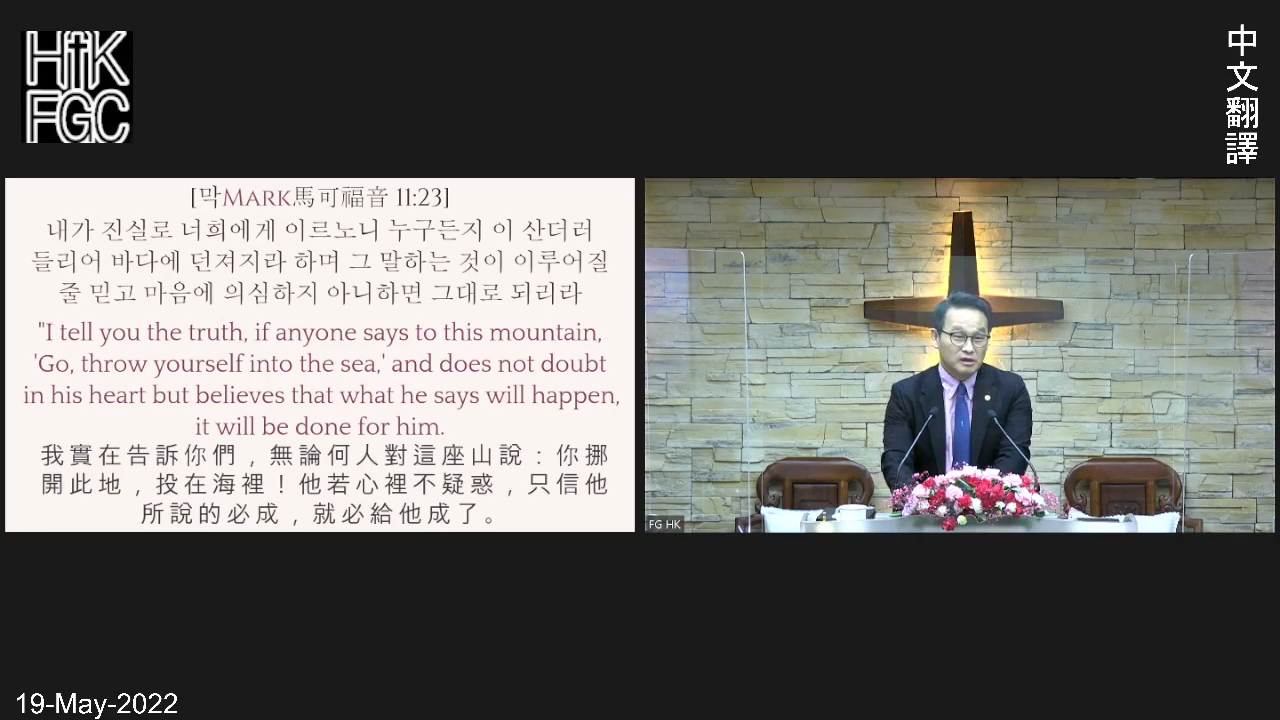 HK
FGC
中文翻譯
[막MARK馬可福音 11:23]
내가 진실로 너희에게 이르노니 누구든지 이 산더러
들리어 바다에 던져지라 하며 그 말하는 것이 이루어질
줄 믿고 마음에 의심하지 아니하면 그대로 되리라
"I tell you the truth, if anyone says to this mountain,
'Go, throw yourself into the sea,' and does not doubt
in his heart but believes that what he says will happen,
it will be done for him.
我實在告訴你們，無論何人對這座山說：你挪
開此地，投在海裡！他若心裡不疑惑，只信他
所說的必成，就必給他成了。
FG HK
19-May-2022